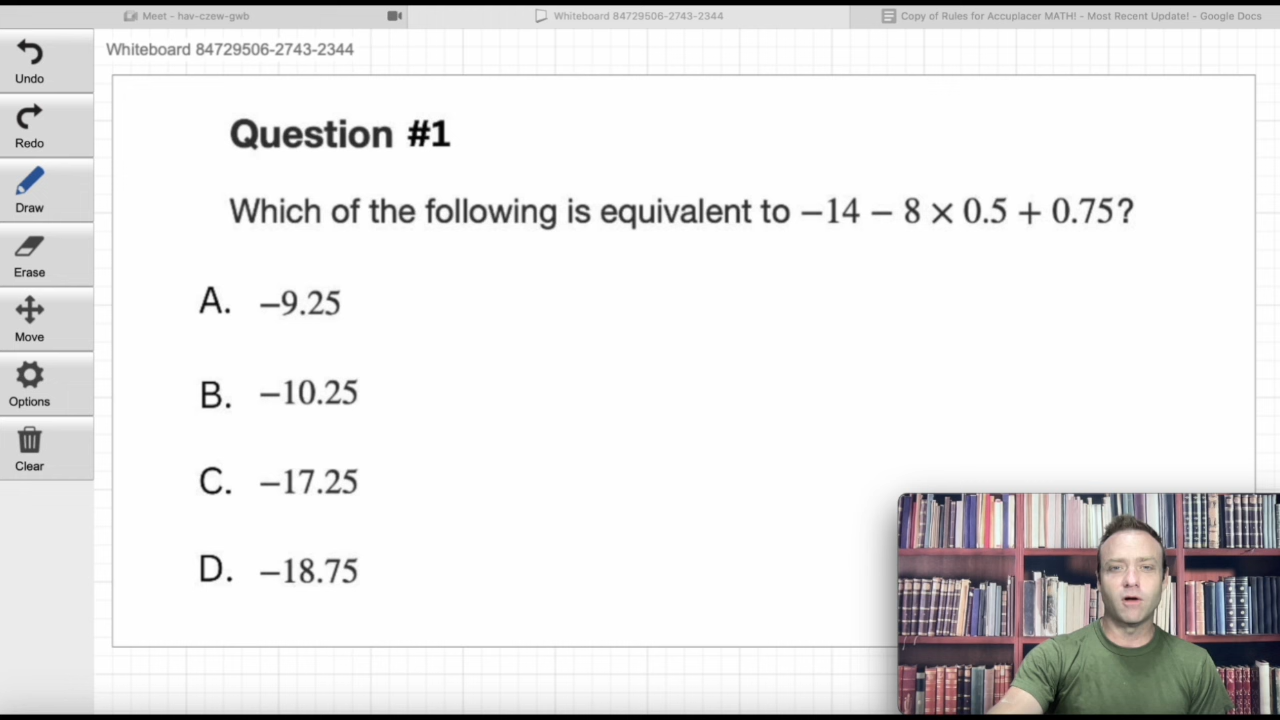 Meet - hav-czew-gwb
Whiteboard 84729506-2743-2344
Copy of Rules for Accuplacer MATH! - Most Recent Update! - Google Docs
Undo
Redo
Draw
Erase
Move
Options
Clear
Whiteboard 84729506-2743-2344
Question #1
Which of the following is equivalent to −14 − 8 × 0.5 + 0.75?
A. −9.25
B. −10.25
C. −17.25
D. −18.75